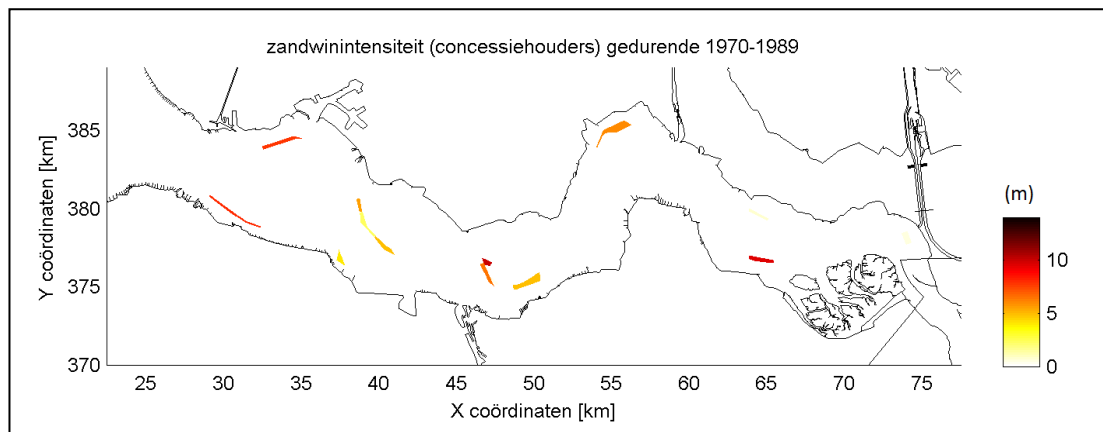 zandwinintensiteit (concessiehouders) gedurende 1970-1989
Y coördinaten [km]
385
380
375
370
25 30 35 40 45 50 55 60 65 70 75
X coördinaten [km]
(m)
10
5
0